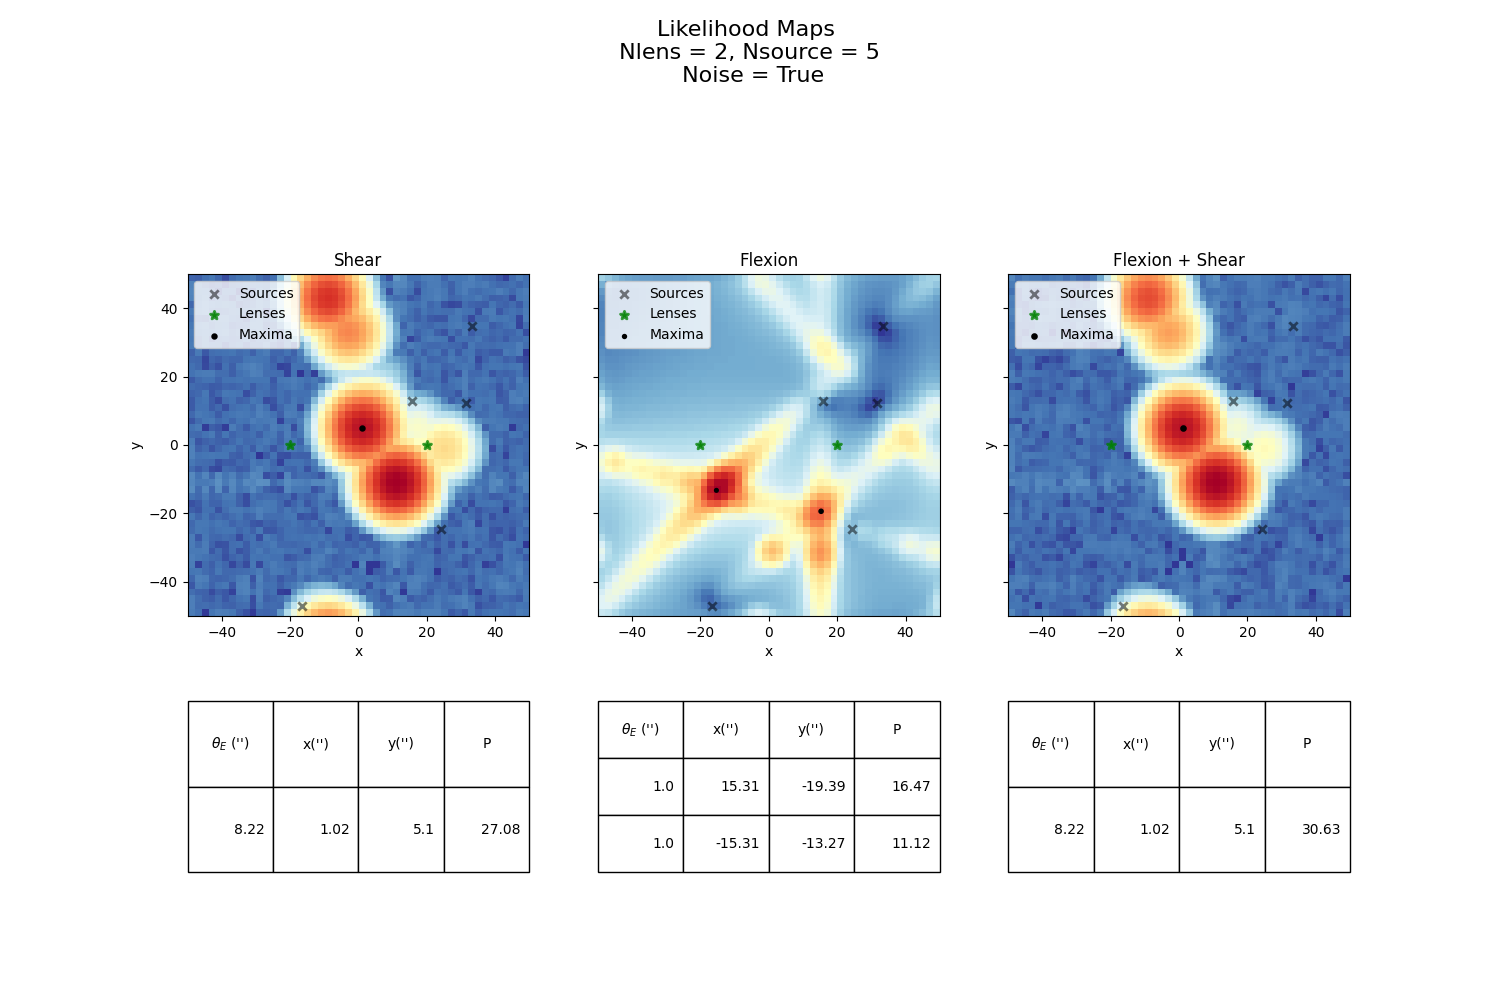 Likelihood Maps
Nlens = 2, Nsource = 5
Noise = True
Shear
Sources
Lenses
Maxima
40
20
0
−20
−40
y
−40 −20 0 20 40
x
Flexion
Sources
Lenses
Maxima
y
−40 −20 0 20 40
x
Flexion + Shear
Sources
Lenses
Maxima
y
−40 −20 0 20 40
x
θE ('') x('') y('') P
8.22 1.02 5.1 27.08
θE ('') x('') y('') P
1.0 15.31 -19.39 16.47
1.0 -15.31 -13.27 11.12
θE ('') x('') y('') P
8.22 1.02 5.1 30.63